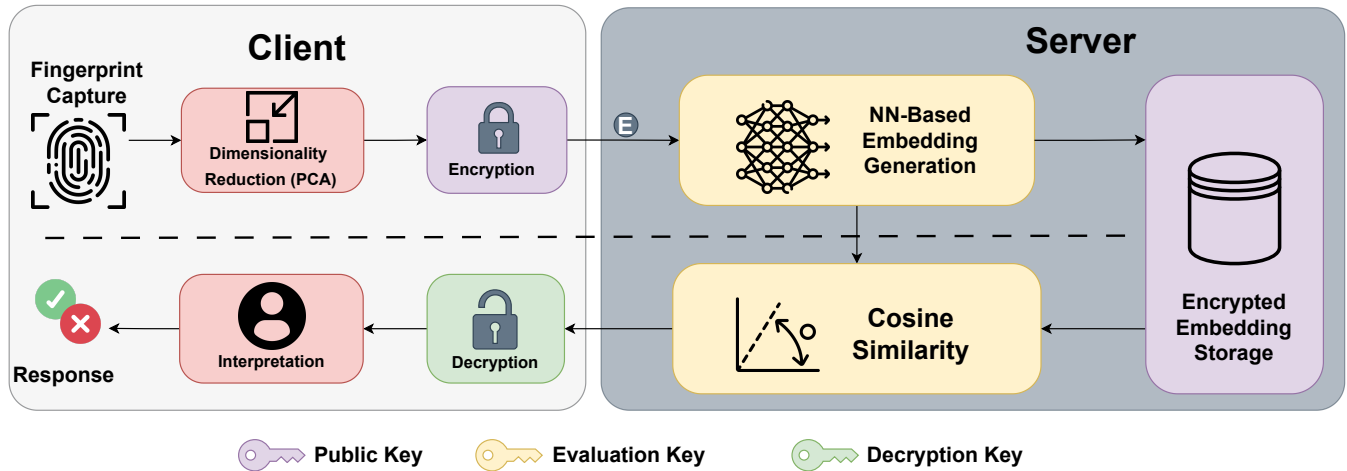 Client
Server
Fingerprint
Capture
Dimensionality
Reduction (PCA)
Encryption
E
NN-Based
Embedding
Generation
Response
Interpretation
Decryption
Cosine
Similarity
Encrypted
Embedding
Storage
Public Key
Evaluation Key
Decryption Key